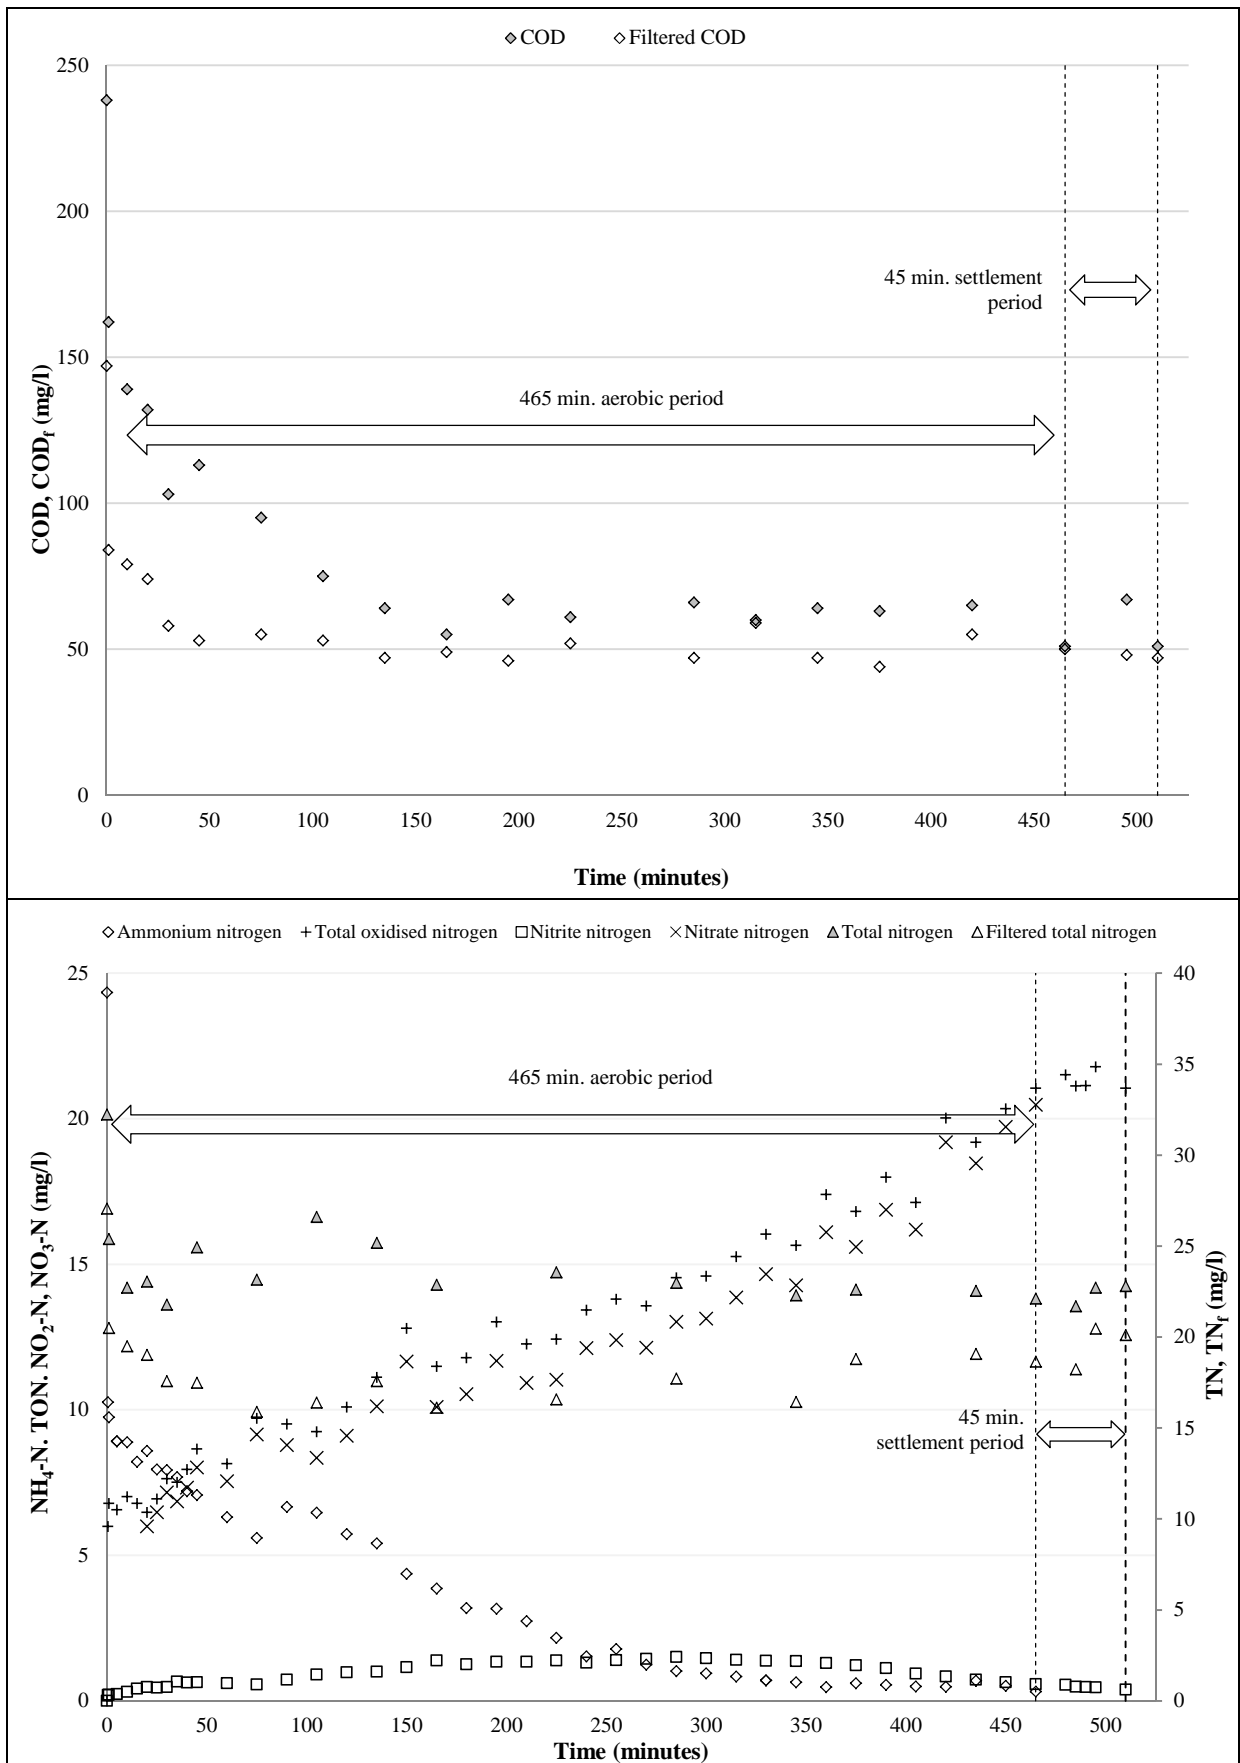 COD Filtered COD
250
200
150
100
50
0
45 min. settlement
period
465 min. aerobic period
COD, CODf (mg/l)
0 50 100 150 200 250 300 350 400 450 500
Time (minutes)
Ammonium nitrogen Total oxidised nitrogen Nitrite nitrogen Nitrate nitrogen Total nitrogen Filtered total nitrogen
25
20
15
10
5
0
40
35
30
25
20
15
10
5
0
465 min. aerobic period
45 min.
settlement period
NH4-N. TON. NO2-N, NO3-N (mg/l)
TN, TNf (mg/l)
0 50 100 150 200 250 300 350 400 450 500
Time (minutes)